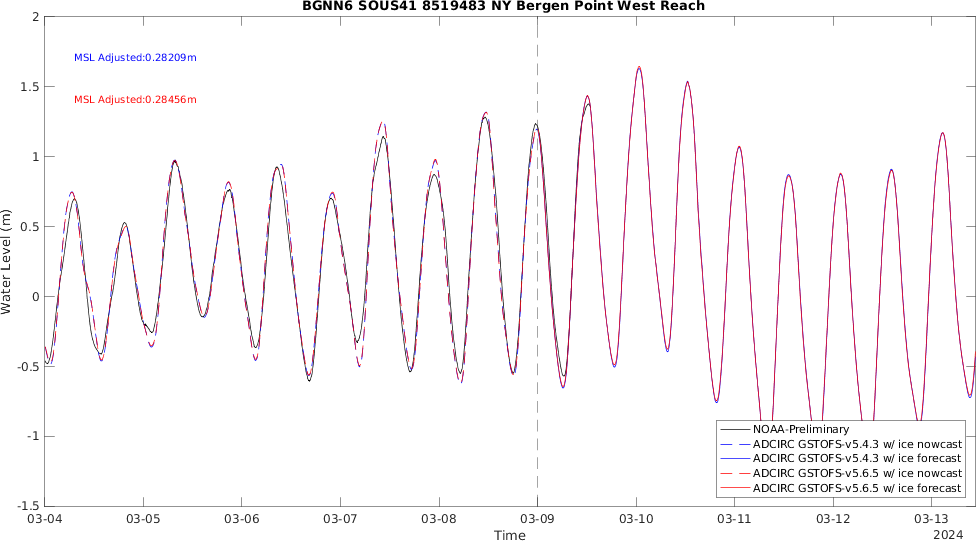 BGNN6 SOUS41 8519483 NY Bergen Point West Reach
MSL Adjusted:0.28209m
MSL Adjusted:0.28456m
2
1.5
1
0.5
0
-0.5
-1
-1.5
Water Level (m)
NOAA-Preliminary
ADCIRC GSTOFS-v5.4.3 w/ ice nowcast
ADCIRC GSTOFS-v5.4.3 w/ ice forecast
ADCIRC GSTOFS-v5.6.5 w/ ice nowcast
ADCIRC GSTOFS-v5.6.5 w/ ice forecast
03-04 03-05 03-06 03-07 03-08 03-09 03-10 03-11 03-12 03-13
Time
2024